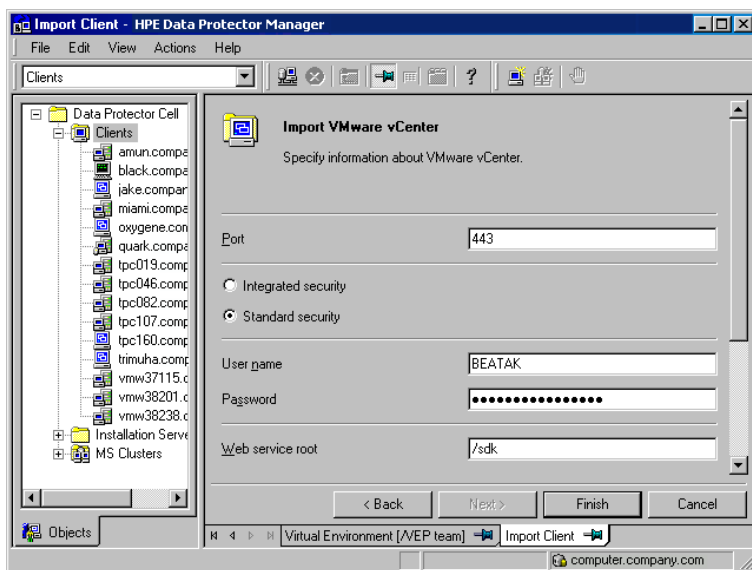 Import Client - HPE Data Protector Manager
File Edit View Actions Help
Clients
Data Protector Cell
Clients
amun.compa
black.compa
jake.compar
miami.compa
oxygene.con
quark.compa
tpc019.comp
tpc046.comp
tpc082.comp
tpc107.comp
tpc160.comp
trimuha.comp
vmw37115.c
vmw38201.c
vmw38238.c
Installation Serve
MS Clusters
Objects
Import VMware vCenter
Specify information about VMware vCenter.
Port 443
Integrated security
Standard security
User name BEATAK
Password ●●●●●●●●●●●●●●●●
Web service root /sdk
< Back Next > Finish Cancel
Virtual Environment [/VEP team] Import Client
computer.company.com